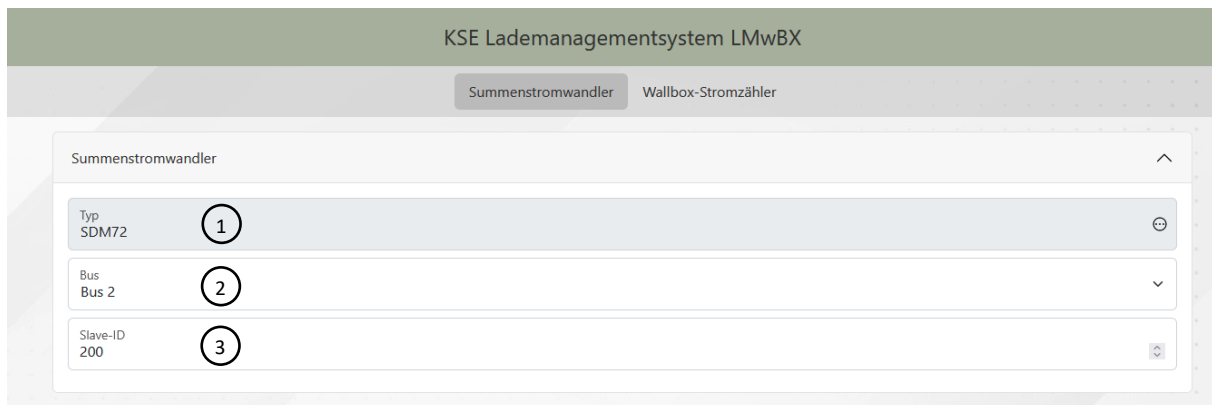 KSE Lademanagementsystem LMwBX
Summenstromwandler Wallbox-Stromzähler
Summenstromwandler
Typ
SDM72
1
Bus
Bus 2
2
Slave-ID
200
3